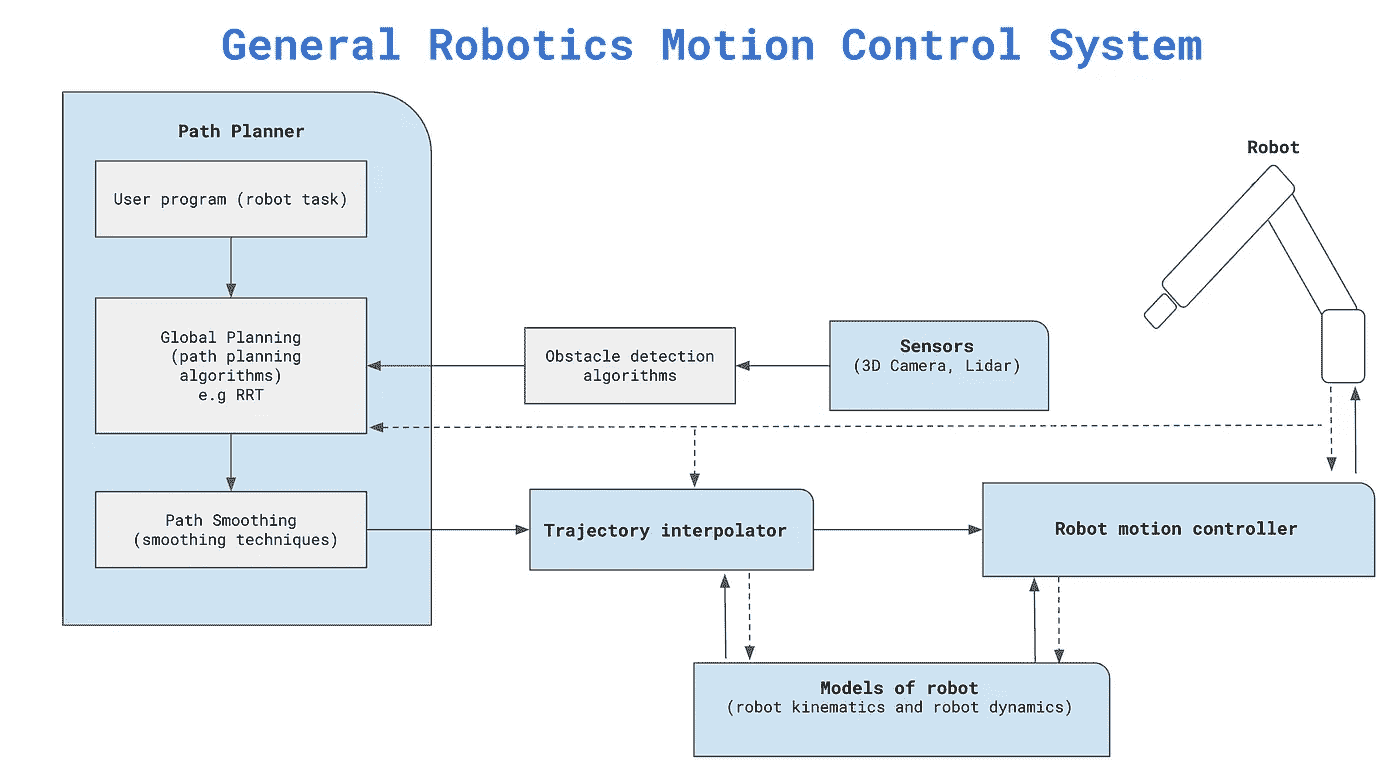 General Robotics Motion Control System
Path Planner
User program (robot task)
Global Planning
(path planning
algorithms)
e.g RRT
Path Smoothing
(smoothing techniques)
Obstacle detection
algorithms
Sensors
(3D Camera, Lidar)
Robot
Trajectory interpolator
Robot motion controller
Models of robot
(robot kinematics and robot dynamics)